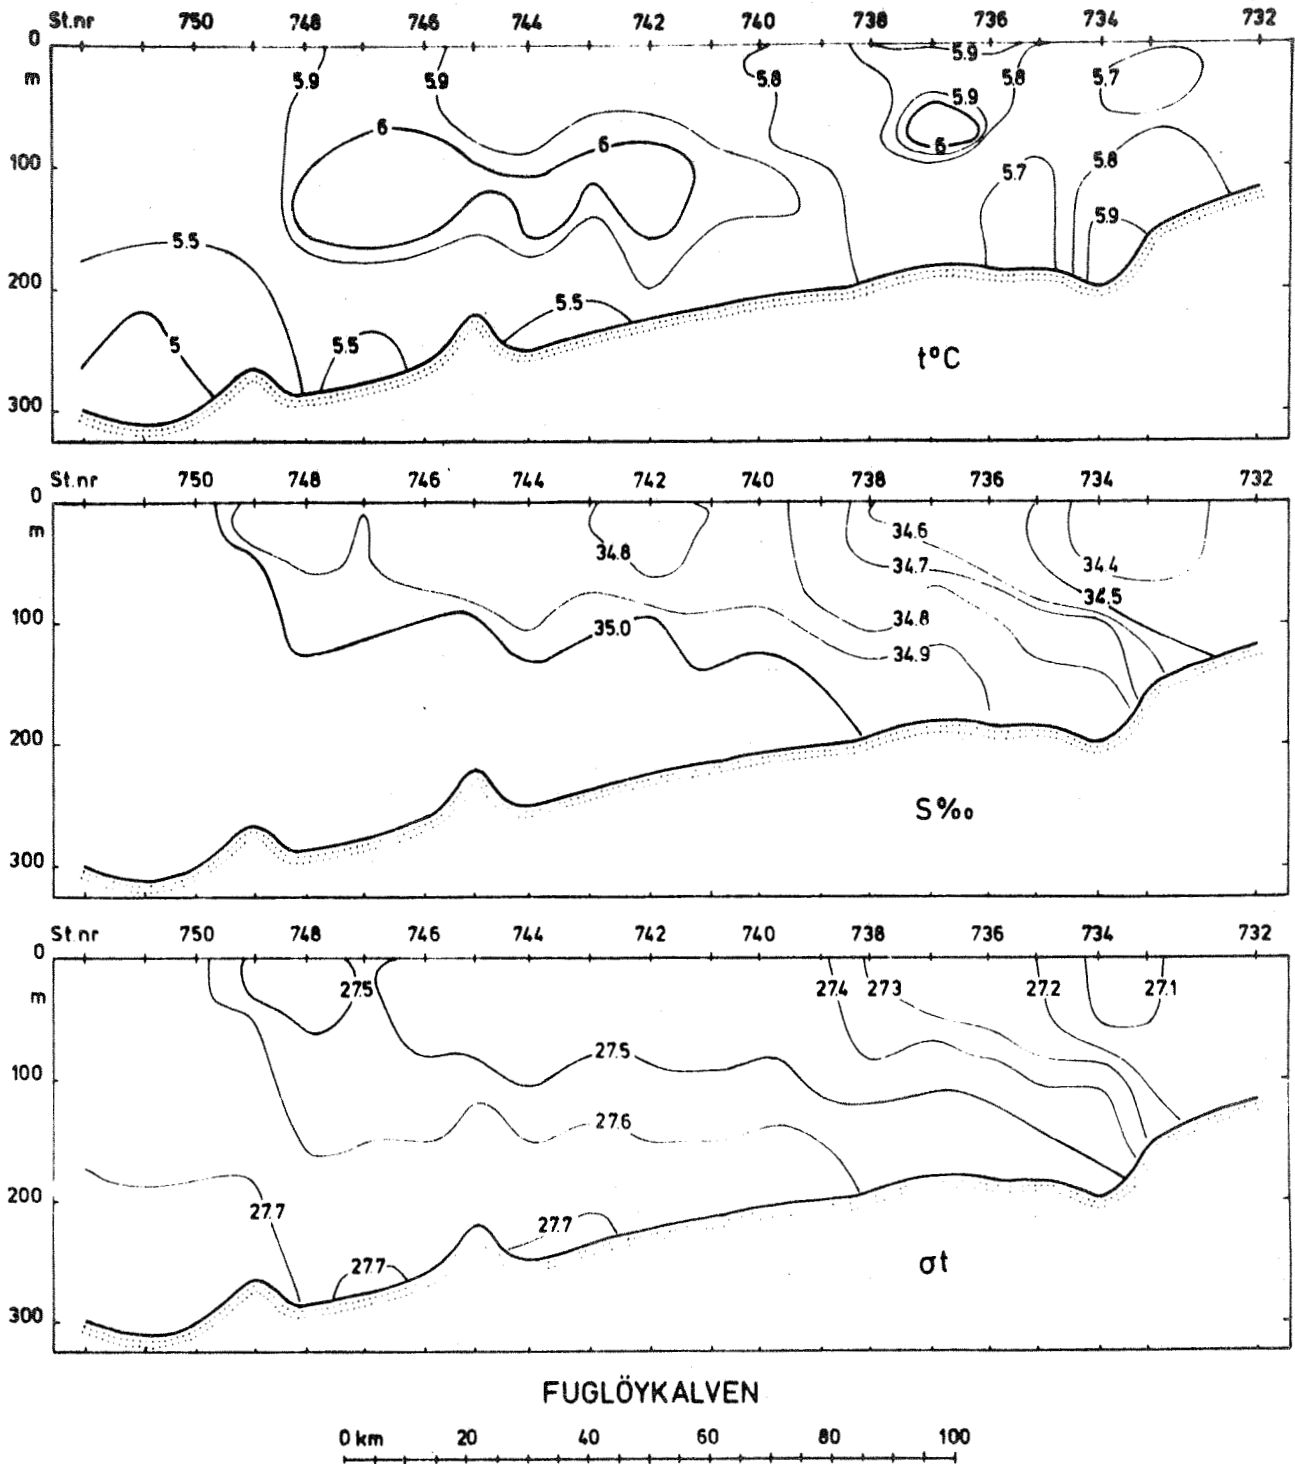 St.nr 750 748 746 744 742 740 738 736 734 732
0
m
5.9 5.9 5.8 5.9 5.8 5.7
5.9
6 6 6
100
5.7 5.8
5.9
5.5
200
5.5
5 5.5
t°C
300
St.nr 750 748 746 744 742 740 738 736 734 732
0
m
34.6
34.8 34.7 34.4
34.5
100
35.0 34.8
34.9
200
S‰
300
St.nr 750 748 746 744 742 740 738 736 734 732
0
m
27.5 27.4 27.3 27.2 27.1
27.5
100
27.6
200
27.7 27.7
27.7
σt
300
FUGLÖYKALVEN
0 km 20 40 60 80 100